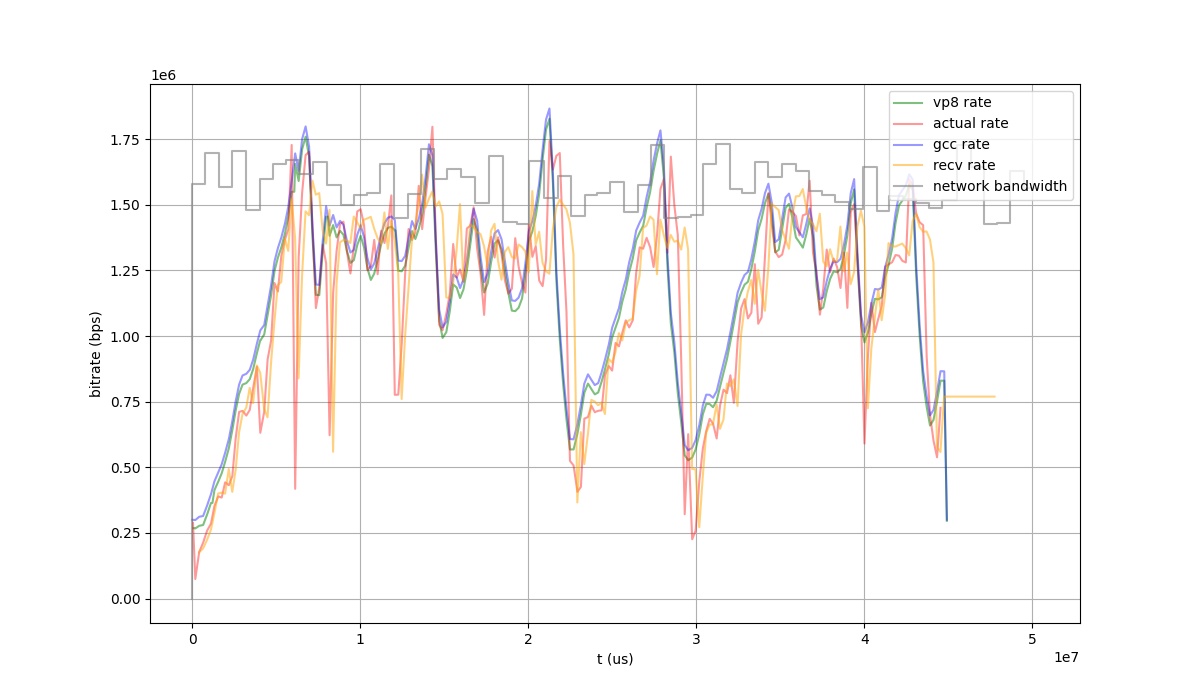 1e6
1.75
1.50
1.25
1.00
0.75
0.50
0.25
0.00
bitrate (bps)
vp8 rate
actual rate
gcc rate
recv rate
network bandwidth
0 1 2 3 4 5
1e7
t (us)